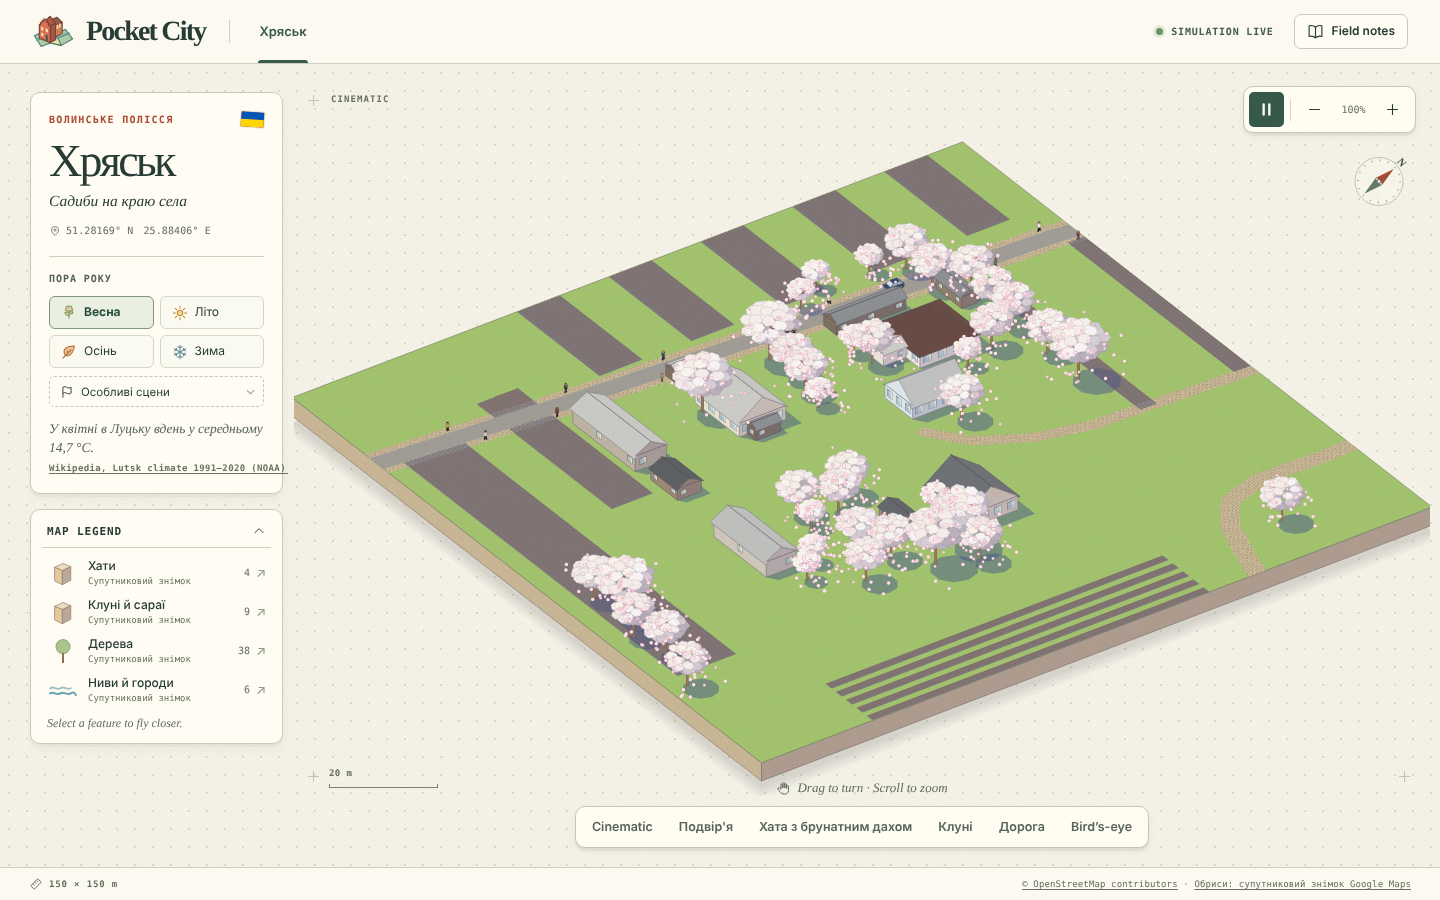 Pocket City
Хряськ
SIMULATION LIVE
Field notes
ВОЛИНСЬКЕ ПОЛІССЯ
Хряськ
Садиби на краю села
51.28169° N 25.88406° E
ПОРА РОКУ
Весна
Літо
Осінь
Зима
Особливі сцени
У квітні в Луцьку вдень у середньому
14,7 °C.
Wikipedia, Lutsk climate 1991–2020 (NOAA)
MAP LEGEND
Хати
Супутниковий знімок
4
Клуні й сараї
Супутниковий знімок
9
Дерева
Супутниковий знімок
38
Ниви й городи
Супутниковий знімок
6
Select a feature to fly closer.
CINEMATIC
100%
N
20 m
Drag to turn · Scroll to zoom
Cinematic
Подвір'я
Хата з брунатним дахом
Клуні
Дорога
Bird's-eye
150 × 150 m
© OpenStreetMap contributors · Обриси: супутниковий знімок Google Maps